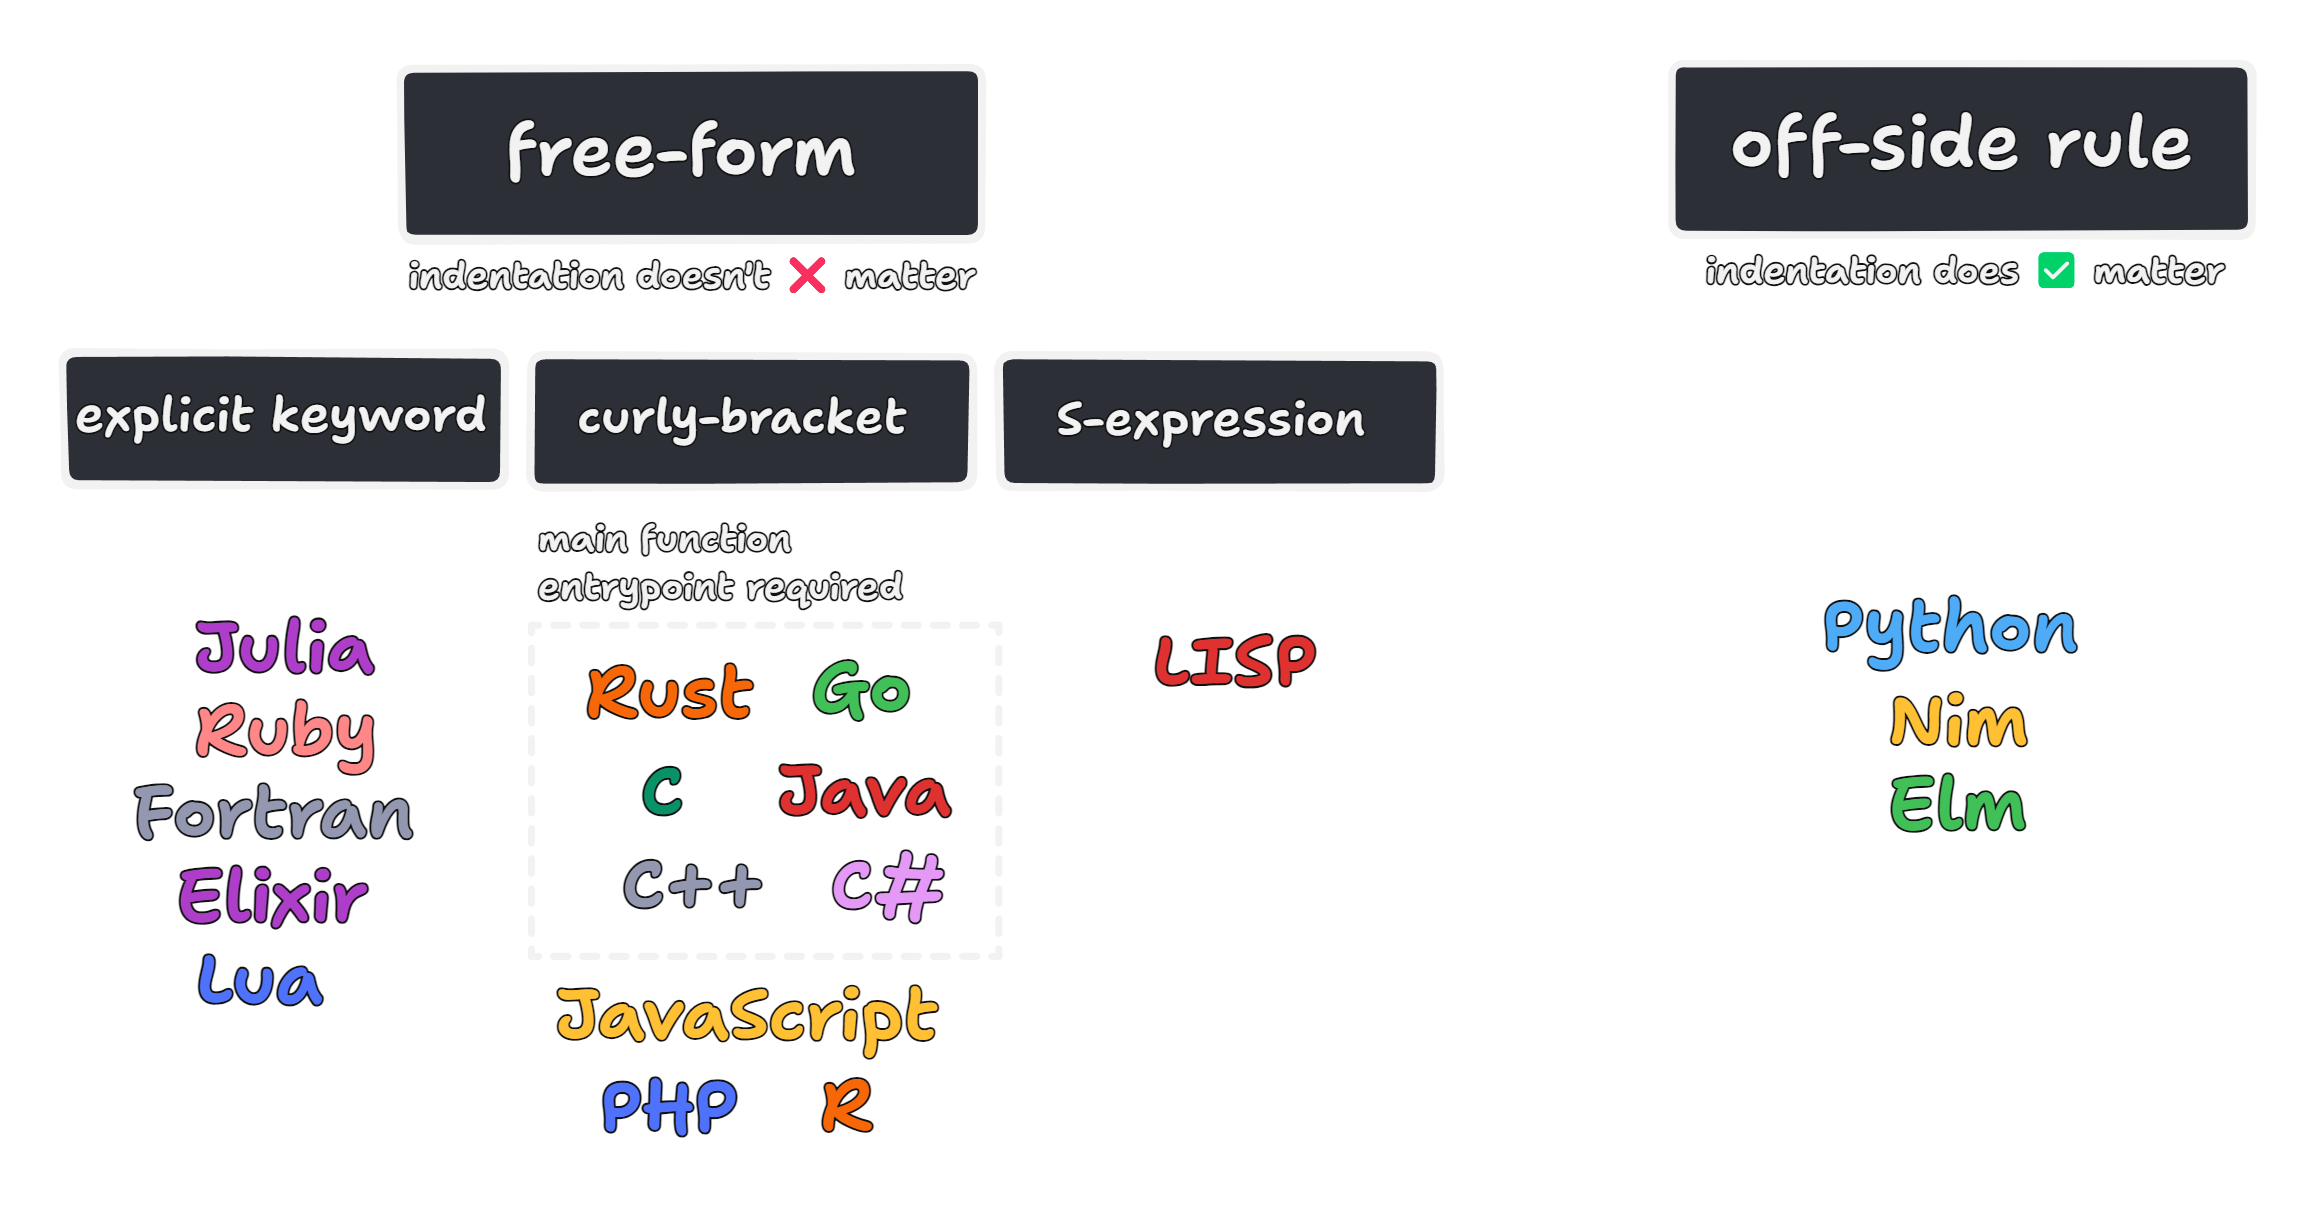 free-form
indentation doesn't ❌ matter
off-side rule
indentation does ✅ matter
explicit keyword
curly-bracket
S-expression
Julia
Ruby
Fortran
Elixir
Lua
main function
entrypoint required
Rust Go
C Java
C++ C#
JavaScript
PHP R
LISP
Python
Nim
Elm